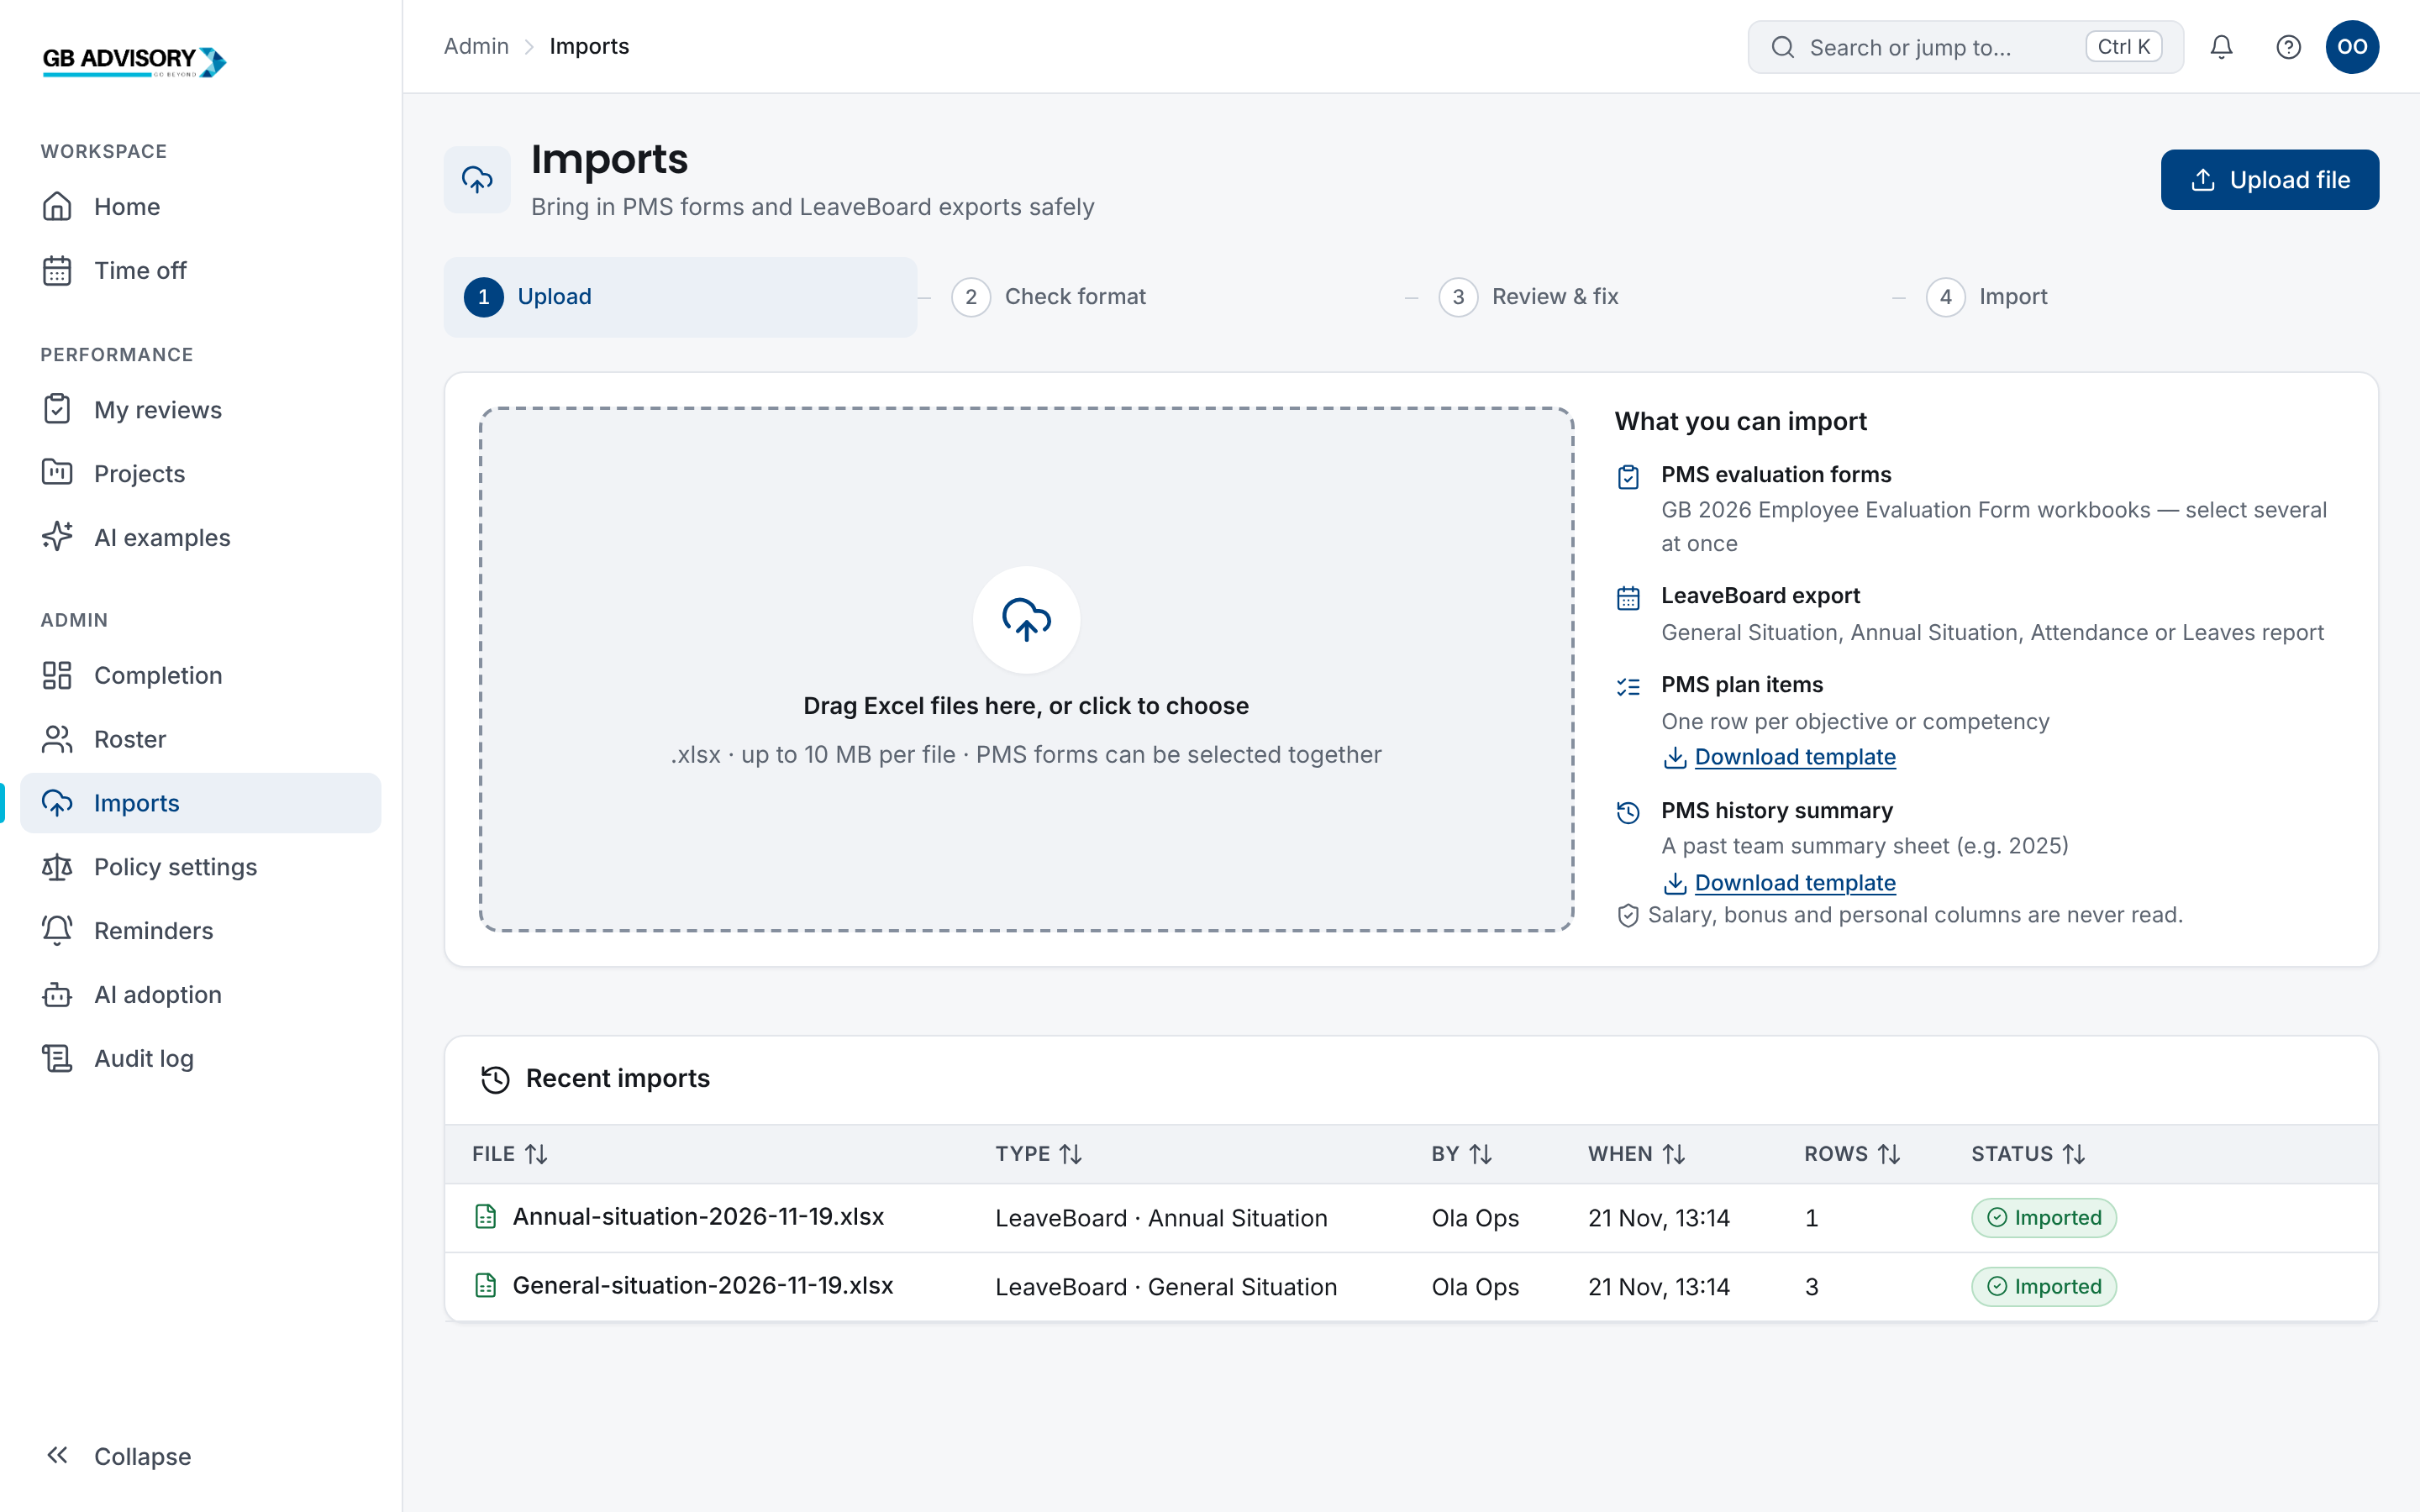 GB ADVISORY
GO BEYOND
WORKSPACE
Home
Time off
PERFORMANCE
My reviews
Projects
AI examples
ADMIN
Completion
Roster
Imports
Policy settings
Reminders
AI adoption
Audit log
Collapse
Admin
Imports
Search or jump to...
Ctrl K
OO
Imports
Bring in PMS forms and LeaveBoard exports safely
Upload file
1 Upload
2 Check format
3 Review & fix
4 Import
Drag Excel files here, or click to choose
.xlsx · up to 10 MB per file · PMS forms can be selected together
What you can import
PMS evaluation forms
GB 2026 Employee Evaluation Form workbooks — select several
at once
LeaveBoard export
General Situation, Annual Situation, Attendance or Leaves report
PMS plan items
One row per objective or competency
Download template
PMS history summary
A past team summary sheet (e.g. 2025)
Download template
Salary, bonus and personal columns are never read.
Recent imports
FILE TYPE BY WHEN ROWS STATUS
Annual-situation-2026-11-19.xlsx LeaveBoard · Annual Situation Ola Ops 21 Nov, 13:14 1 Imported
General-situation-2026-11-19.xlsx LeaveBoard · General Situation Ola Ops 21 Nov, 13:14 3 Imported